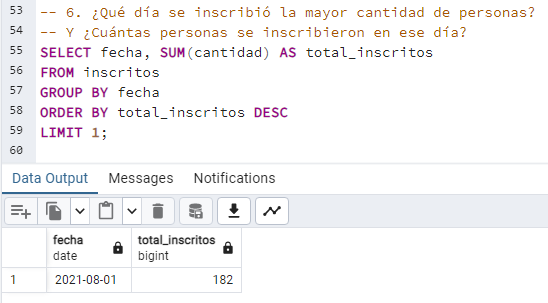 53 -- 6. ¿Qué día se inscribió la mayor cantidad de personas?
54 -- Y ¿Cuántas personas se inscribieron en ese día?
55 SELECT fecha, SUM(cantidad) AS total_inscritos
56 FROM inscritos
57 GROUP BY fecha
58 ORDER BY total_inscritos DESC
59 LIMIT 1;
60
Data Output Messages Notifications
fecha total_inscritos
date bigint
1 2021-08-01 182